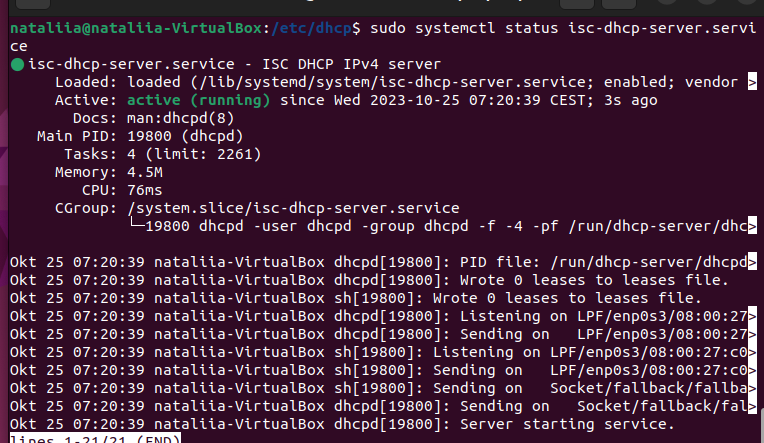 nataliia@nataliia-VirtualBox:/etc/dhcp$ sudo systemctl status isc-dhcp-server.servi
ce
● isc-dhcp-server.service - ISC DHCP IPv4 server
Loaded: loaded (/lib/systemd/system/isc-dhcp-server.service; enabled; vendor >
Active: active (running) since Wed 2023-10-25 07:20:39 CEST; 3s ago
Docs: man:dhcpd(8)
Main PID: 19800 (dhcpd)
Tasks: 4 (limit: 2261)
Memory: 4.5M
CPU: 76ms
CGroup: /system.slice/isc-dhcp-server.service
└─19800 dhcpd -user dhcpd -group dhcpd -f -4 -pf /run/dhcp-server/dhc>
Okt 25 07:20:39 nataliia-VirtualBox dhcpd[19800]: PID file: /run/dhcp-server/dhcpd>
Okt 25 07:20:39 nataliia-VirtualBox dhcpd[19800]: Wrote 0 leases to leases file.
Okt 25 07:20:39 nataliia-VirtualBox sh[19800]: Wrote 0 leases to leases file.
Okt 25 07:20:39 nataliia-VirtualBox dhcpd[19800]: Listening on LPF/enp0s3/08:00:27>
Okt 25 07:20:39 nataliia-VirtualBox dhcpd[19800]: Sending on   LPF/enp0s3/08:00:27>
Okt 25 07:20:39 nataliia-VirtualBox sh[19800]: Listening on LPF/enp0s3/08:00:27:c0>
Okt 25 07:20:39 nataliia-VirtualBox sh[19800]: Sending on   LPF/enp0s3/08:00:27:c0>
Okt 25 07:20:39 nataliia-VirtualBox sh[19800]: Sending on   Socket/fallback/fallba>
Okt 25 07:20:39 nataliia-VirtualBox dhcpd[19800]: Sending on   Socket/fallback/fal>
Okt 25 07:20:39 nataliia-VirtualBox dhcpd[19800]: Server starting service.
lines 1-21/21 (END)